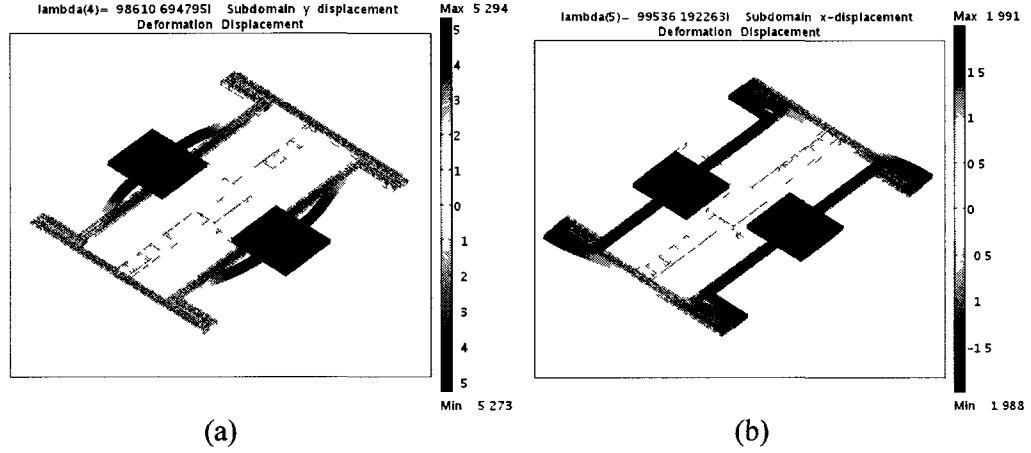 lambda(4)= 98610 694795i Subdomain y displacement
Deformation Displacement
Max 5 294
5
4
3
2
1
0
1
2
3
4
5
Min 5 273
(a)
lambda(5)- 99536 192263i Subdomain x-displacement
Deformation Displacement
Max 1 991
1 5
1
0 5
0
0 5
1
-1 5
Min 1 988
(b)